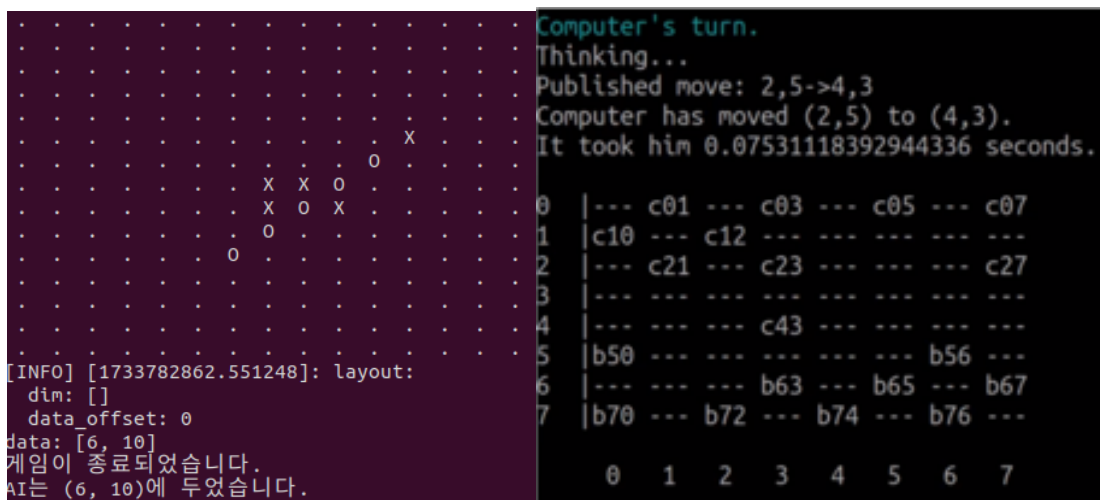 . . . . . . . . . . . . . . .
. . . . . . . . . . . . . . .
. . . . . . . . . . . . . . .
. . . . . . . . . . . . . . .
. . . . . . . . . . . . . . .
. . . . . . . . . . . X . . .
. . . . . . . . . . O . . . .
. . . . . . . X X O . . . . .
. . . . . . . X O X . . . . .
. . . . . . . O . . . . . . .
. . . . . . O . . . . . . . .
. . . . . . . . . . . . . . .
. . . . . . . . . . . . . . .
. . . . . . . . . . . . . . .
. . . . . . . . . . . . . . .
[INFO] [1733782862.551248]: layout:
dim: []
data_offset: 0
data: [6, 10]
게임이 종료되었습니다.
AI는 (6, 10)에 두었습니다.
Computer's turn.
Thinking...
Published move: 2,5->4,3
Computer has moved (2,5) to (4,3).
It took him 0.07531118392944336 seconds.
0 |--- c01 --- c03 --- c05 --- c07
1 |c10 --- c12 --- --- --- --- ---
2 |--- c21 --- c23 --- --- --- c27
3 |--- --- --- --- --- --- --- ---
4 |--- --- --- c43 --- --- --- ---
5 |b50 --- --- --- --- --- b56 ---
6 |--- --- --- b63 --- b65 --- b67
7 |b70 --- b72 --- b74 --- b76 ---
0 1 2 3 4 5 6 7